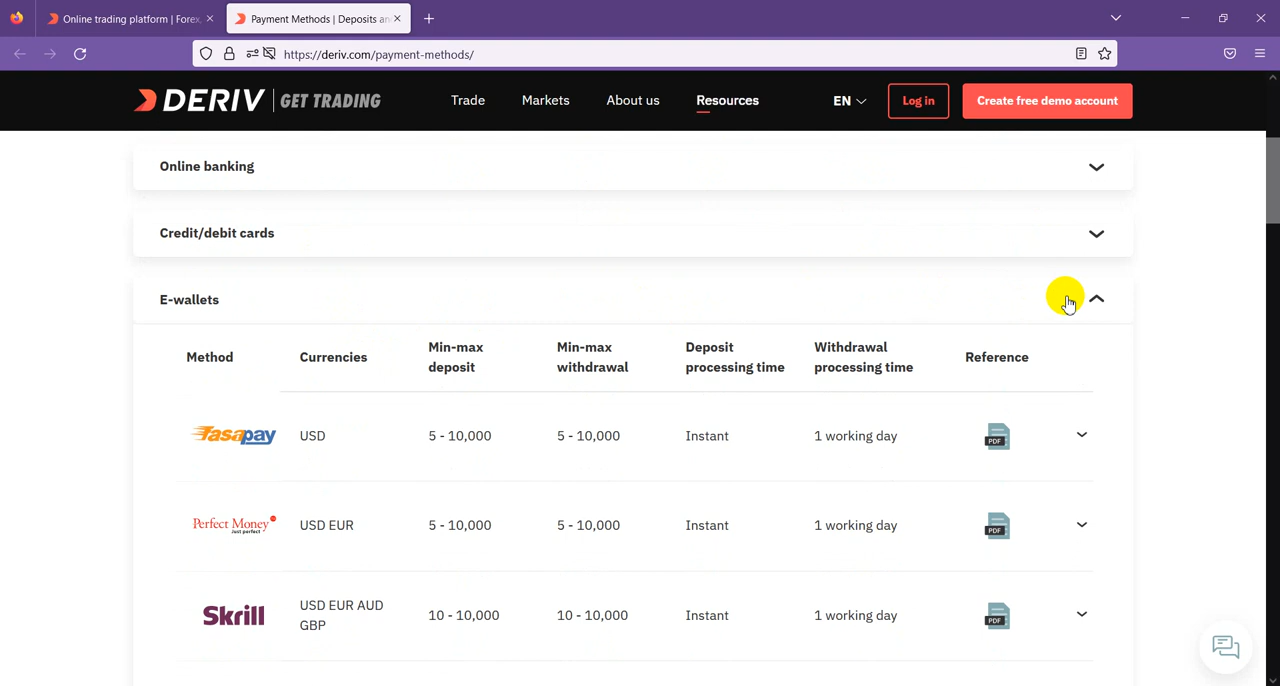 Online trading platform | Forex,
Payment Methods | Deposits an
https://deriv.com/payment-methods/
DERIV | GET TRADING
Trade
Markets
About us
Resources
EN
Log in
Create free demo account
Online banking
Credit/debit cards
E-wallets
Method
Currencies
Min-max
deposit
Min-max
withdrawal
Deposit
processing time
Withdrawal
processing time
Reference
fasapay
USD
5 - 10,000
5 - 10,000
Instant
1 working day
PDF
Perfect Money
Just perfect
USD EUR
5 - 10,000
5 - 10,000
Instant
1 working day
PDF
Skrill
USD EUR AUD
GBP
10 - 10,000
10 - 10,000
Instant
1 working day
PDF